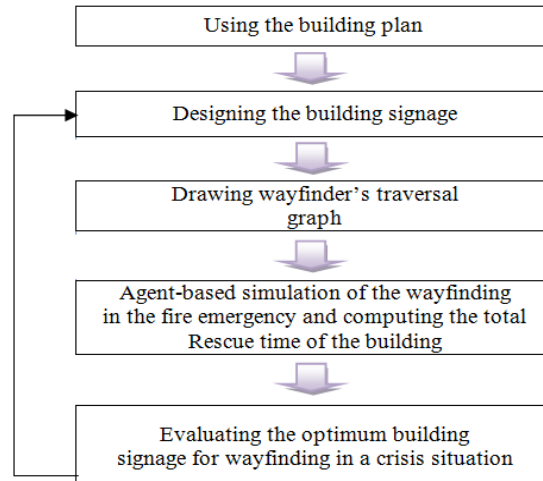 Using the building plan
Designing the building signage
Drawing wayfinder's traversal
graph
Agent-based simulation of the wayfinding
in the fire emergency and computing the total
Rescue time of the building
Evaluating the optimum building
signage for wayfinding in a crisis situation